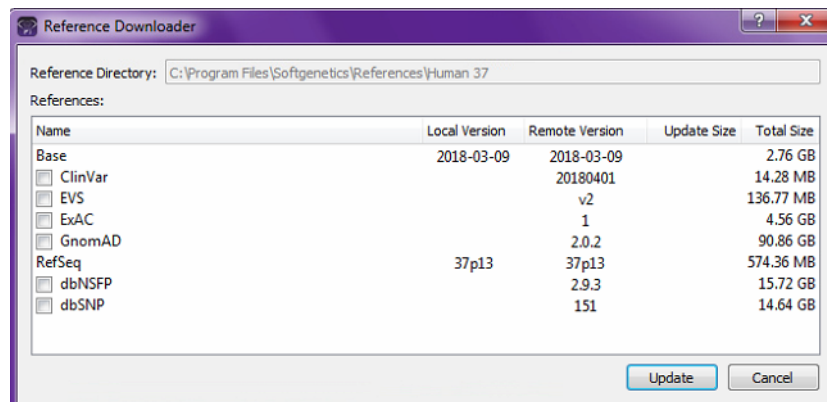 Reference Downloader
Reference Directory: C:\Program Files\Softgenetics\References\Human 37
References:
Name Local Version Remote Version Update Size Total Size
Base 2018-03-09 2018-03-09 2.76 GB
ClinVar 20180401 14.28 MB
EVS v2 136.77 MB
ExAC 1 4.56 GB
GnomAD 2.0.2 90.86 GB
RefSeq 37p13 37p13 574.36 MB
dbNSFP 2.9.3 15.72 GB
dbSNP 151 14.64 GB
Update Cancel